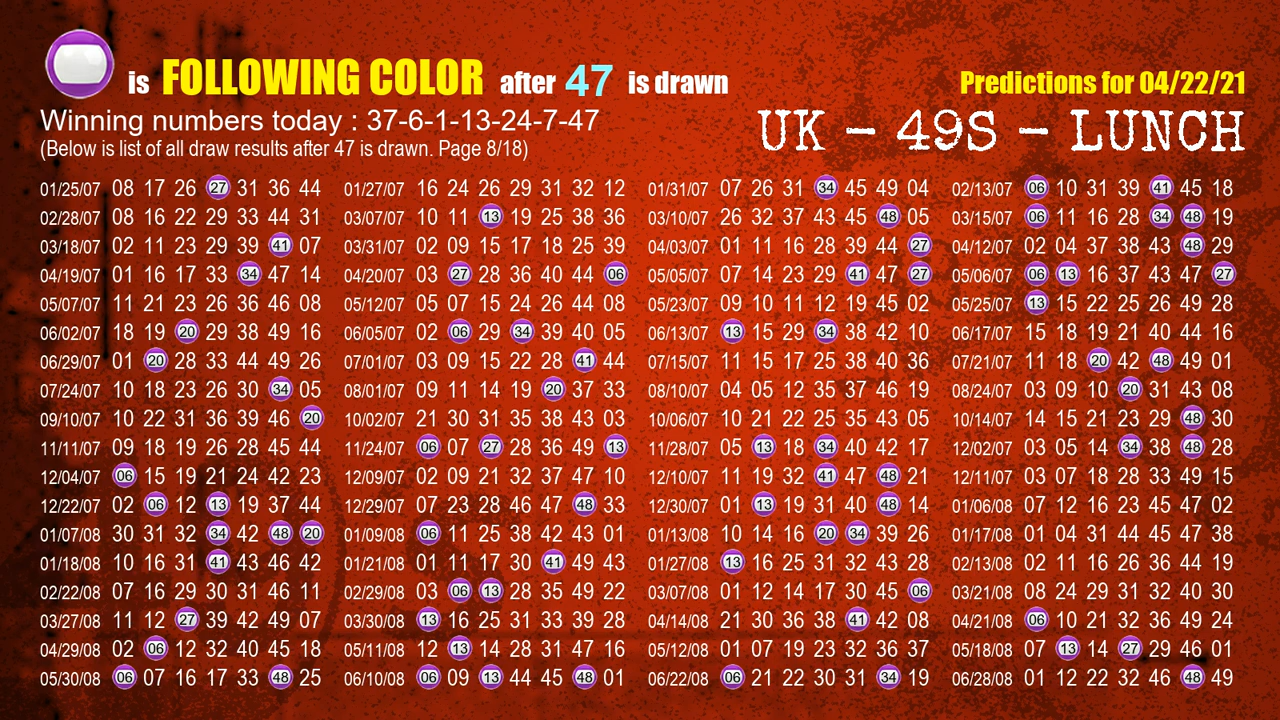 is FOLLOWING COLOR after 47 is drawn
Predictions for 04/22/21
Winning numbers today : 37-6-1-13-24-7-47
UK - 49S - LUNCH
(Below is list of all draw results after 47 is drawn. Page 8/18)
01/25/07 08 17 26 27 31 36 44 01/27/07 16 24 26 29 31 32 12 01/31/07 07 26 31 34 45 49 04 02/13/07 06 10 31 39 41 45 18
02/28/07 08 16 22 29 33 44 31 03/07/07 10 11 13 19 25 38 36 03/10/07 26 32 37 43 45 48 05 03/15/07 06 11 16 28 34 48 19
03/18/07 02 11 23 29 39 41 07 03/31/07 02 09 15 17 18 25 39 04/03/07 01 11 16 28 39 44 27 04/12/07 02 04 37 38 43 48 29
04/19/07 01 16 17 33 34 47 14 04/20/07 03 27 28 36 40 44 06 05/05/07 07 14 23 29 41 47 27 05/06/07 06 13 16 37 43 47 27
05/07/07 11 21 23 26 36 46 08 05/12/07 05 07 15 24 26 44 08 05/23/07 09 10 11 12 19 45 02 05/25/07 13 15 22 25 26 49 28
06/02/07 18 19 20 29 38 49 16 06/05/07 02 06 29 34 39 40 05 06/13/07 13 15 29 34 38 42 10 06/17/07 15 18 19 21 40 44 16
06/29/07 01 20 28 33 44 49 26 07/01/07 03 09 15 22 28 41 44 07/15/07 11 15 17 25 38 40 36 07/21/07 11 18 20 42 48 49 01
07/24/07 10 18 23 26 30 34 05 08/01/07 09 11 14 19 20 37 33 08/10/07 04 05 12 35 37 46 19 08/24/07 03 09 10 20 31 43 08
09/10/07 10 22 31 36 39 46 20 10/02/07 21 30 31 35 38 43 03 10/06/07 10 21 22 25 35 43 05 10/14/07 14 15 21 23 29 48 30
11/11/07 09 18 19 26 28 45 44 11/24/07 06 07 27 28 36 49 13 11/28/07 05 13 18 34 40 42 17 12/02/07 03 05 14 34 38 48 28
12/04/07 06 15 19 21 24 42 23 12/09/07 02 09 21 32 37 47 10 12/10/07 11 19 32 41 47 48 21 12/11/07 03 07 18 28 33 49 15
12/22/07 02 06 12 13 19 37 44 12/29/07 07 23 28 46 47 48 33 12/30/07 01 13 19 31 40 48 14 01/06/08 07 12 16 23 45 47 02
01/07/08 30 31 32 34 42 48 20 01/09/08 06 11 25 38 42 43 01 01/13/08 10 14 16 20 34 39 26 01/17/08 01 04 31 44 45 47 38
01/18/08 10 16 31 41 43 46 42 01/21/08 01 11 17 30 41 49 43 01/27/08 13 16 25 31 32 43 28 02/13/08 02 11 16 26 36 44 19
02/22/08 07 16 29 30 31 46 11 02/29/08 03 06 13 28 35 49 22 03/07/08 01 12 14 17 30 45 06 03/21/08 08 24 29 31 32 40 30
03/27/08 11 12 27 39 42 49 07 03/30/08 13 16 25 31 33 39 28 04/14/08 21 30 36 38 41 42 08 04/21/08 06 10 21 32 36 49 24
04/29/08 02 06 12 32 40 45 18 05/11/08 12 13 14 28 31 47 16 05/12/08 01 07 19 23 32 36 37 05/18/08 07 13 14 27 29 46 01
05/30/08 06 07 16 17 33 48 25 06/10/08 06 09 13 44 45 48 01 06/22/08 06 21 22 30 31 34 19 06/28/08 01 12 22 32 46 48 49